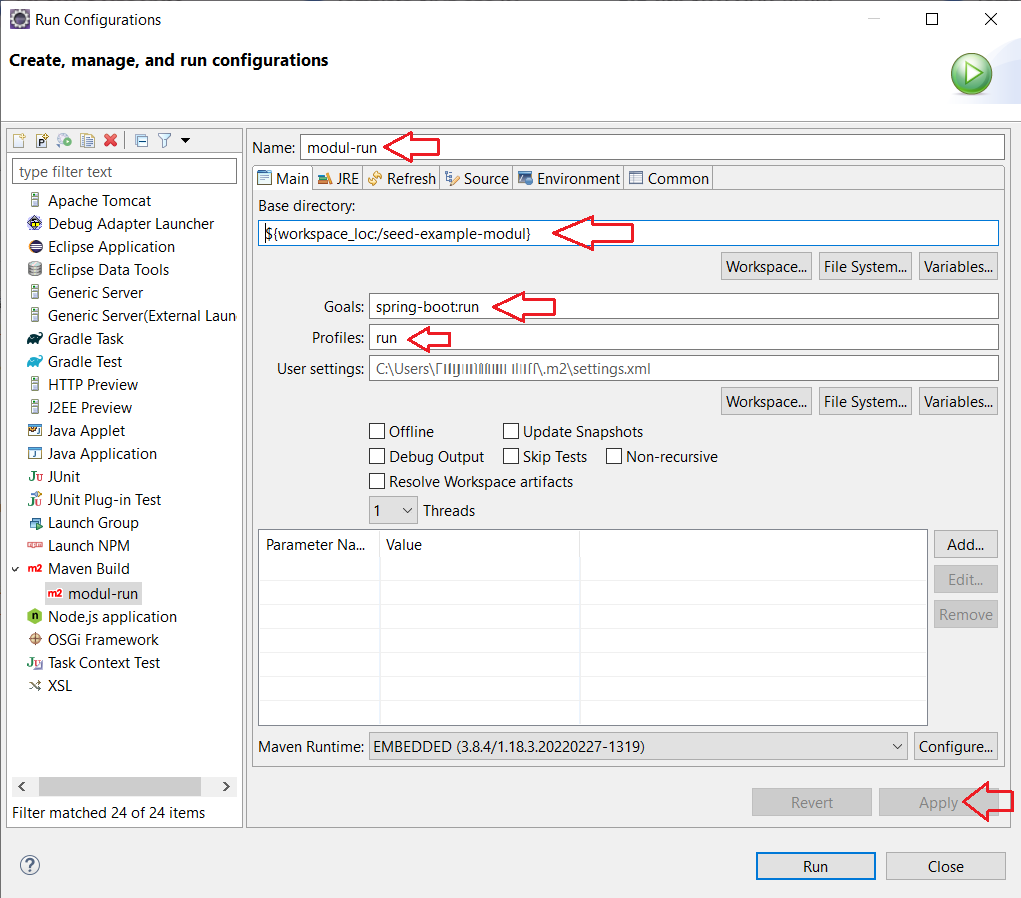 Run Configurations
Create, manage, and run configurations
type filter text
Apache Tomcat
Debug Adapter Launcher
Eclipse Application
Eclipse Data Tools
Generic Server
Generic Server(External Laun
Gradle Task
Gradle Test
HTTP Preview
J2EE Preview
Java Applet
Java Application
JUnit
JUnit Plug-in Test
Launch Group
Launch NPM
Maven Build
modul-run
Node.js application
OSGi Framework
Task Context Test
XSL
Filter matched 24 of 24 items
Name: modul-run
Main JRE Refresh Source Environment Common
Base directory:
${workspace_loc:/seed-example-modul}
Workspace... File System... Variables...
Goals: spring-boot:run
Profiles: run
User settings: C:\Users\ \.m2\settings.xml
Workspace... File System... Variables...
Offline Update Snapshots
Debug Output Skip Tests Non-recursive
Resolve Workspace artifacts
1 Threads
Parameter Na... Value
Add...
Edit...
Remove
Maven Runtime: EMBEDDED (3.8.4/1.18.3.20220227-1319) Configure...
Revert Apply
Run Close